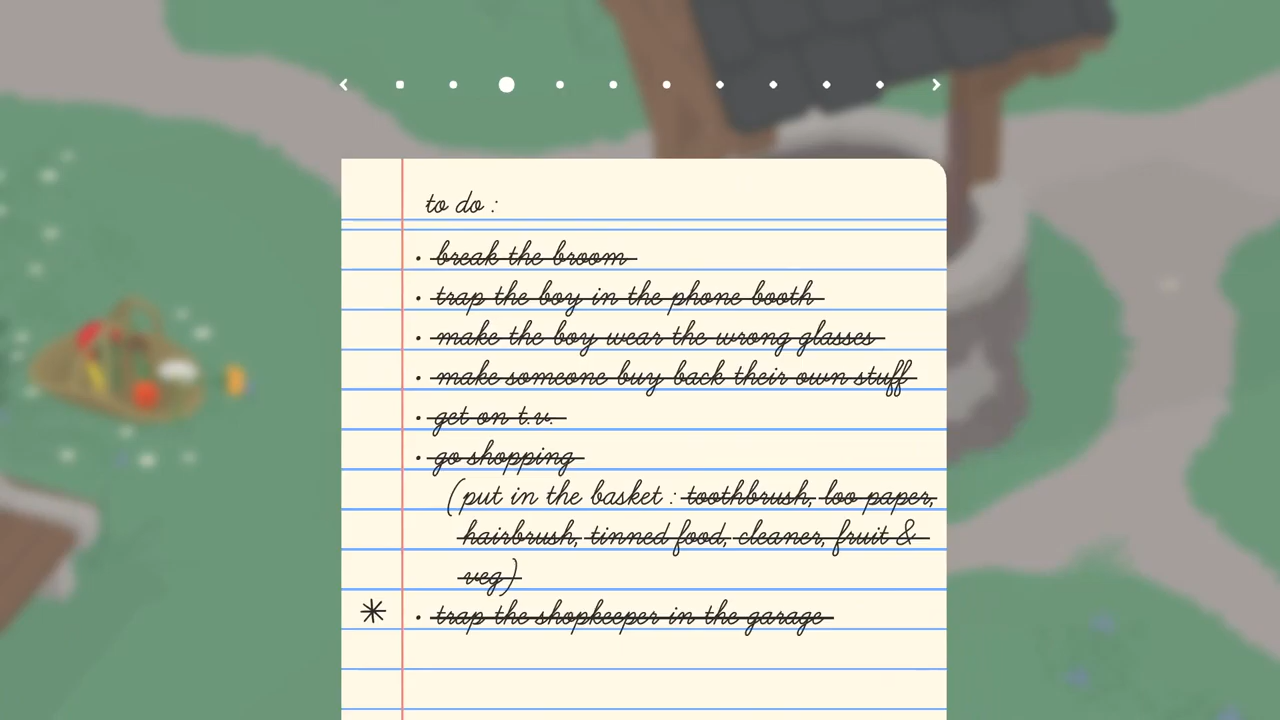 to do :
• break the broom
• trap the boy in the phone booth
• make the boy wear the wrong glasses
• make someone buy back their own stuff
• get on t.v.
• go shopping
(put in the basket : toothbrush, loo paper,
hairbrush, tinned food, cleaner, fruit &
veg)
* • trap the shopkeeper in the garage